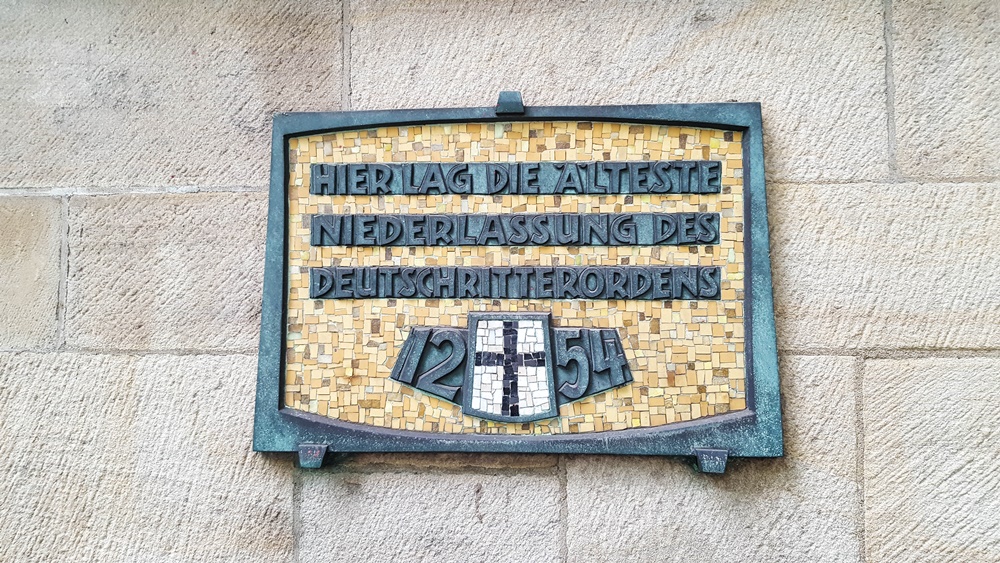 HIER LAG DIE ÄLTESTE
NIEDERLASSUNG DES
DEUTSCHRITTERORDENS
1254